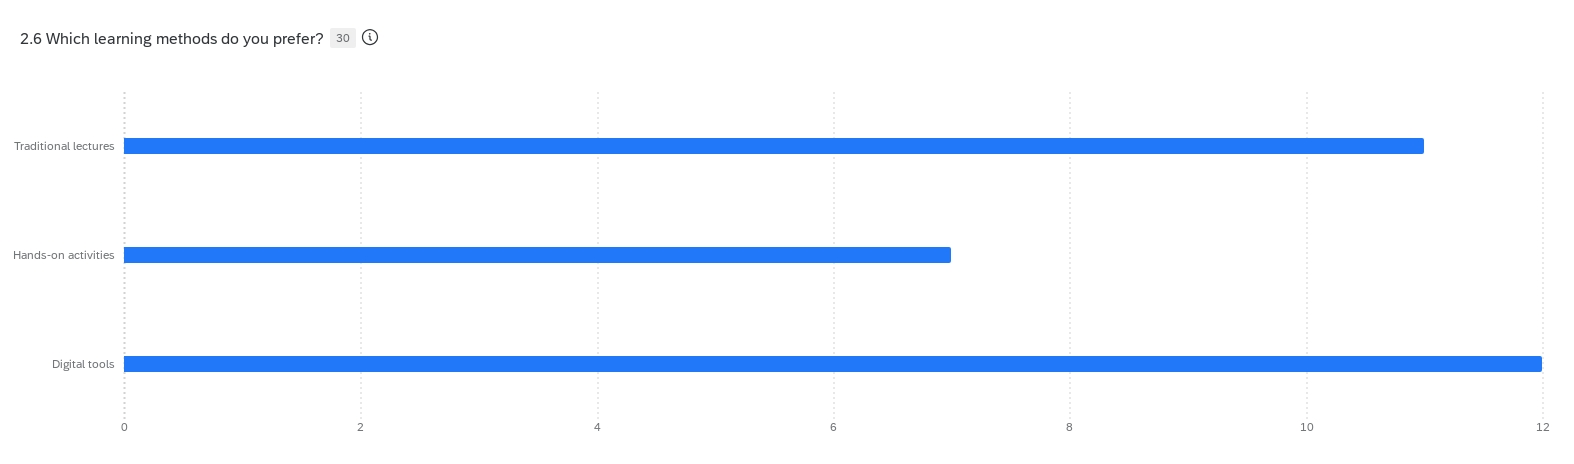 2.6 Which learning methods do you prefer? 30
Traditional lectures
Hands-on activities
Digital tools
0 2 4 6 8 10 12